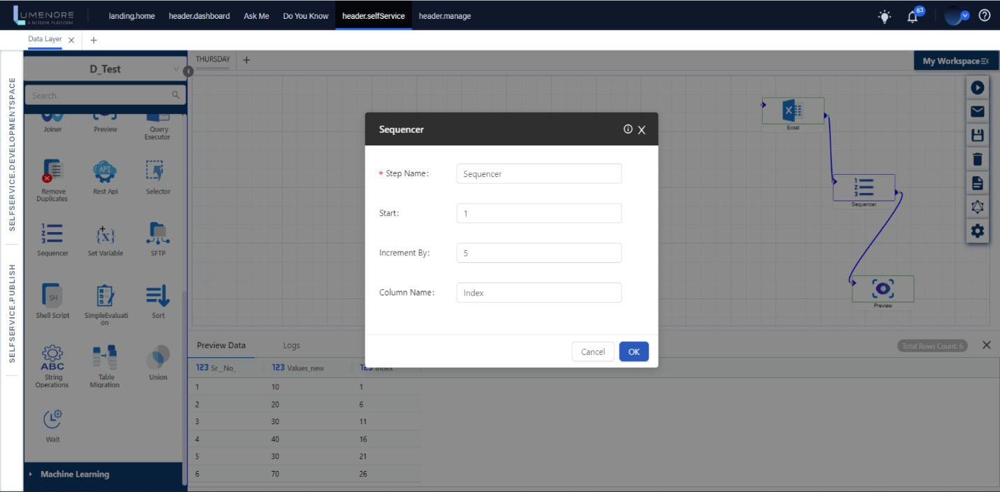 LUMENORE
A NETLINK PLATFORM
landing.home header.dashboard Ask Me Do You Know header.selfService header.manage
63
Data Layer
SELFSERVICE.DEVELOPMENTSPACE
SELFSERVICE.PUBLISH
D_Test
Search
Joiner Preview Query Executor
Remove Duplicates Rest Api Selector
API
Sequencer Set Variable SFTP
SH
Shell Script SimpleEvaluati on Sort
ABC
String Operations Table Migration Union
Wait
Machine Learning
THURSDAY
My Workspace
Excel
Sequencer
Preview
Sequencer
* Step Name: Sequencer
Start: 1
Increment By: 5
Column Name: Index
Cancel OK
Preview Data Logs
Total Rows Count: 6
123 Sr__No_ 123 Values_new 123 Index
1 10 1
2 20 6
3 30 11
4 40 16
5 30 21
6 70 26